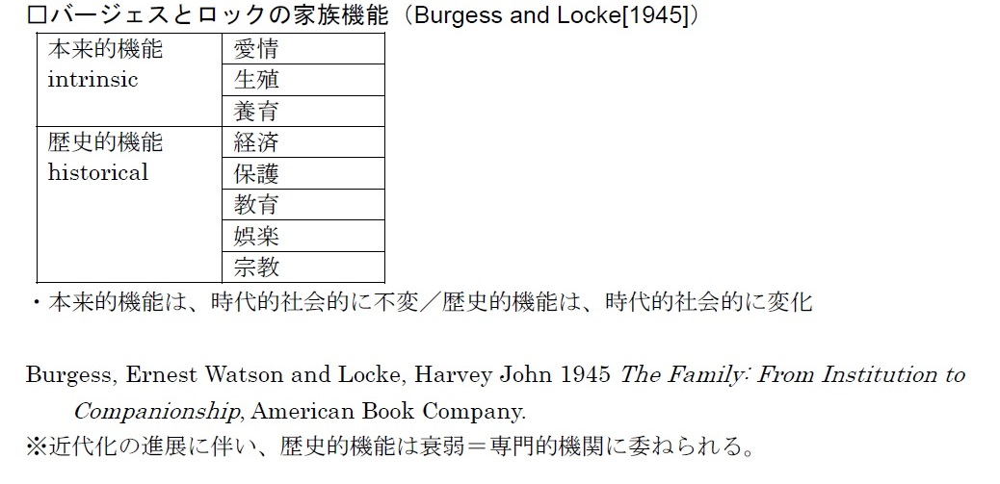 □バージェスとロックの家族機能（Burgess and Locke[1945]）
本来的機能
intrinsic
愛情
生殖
養育
歴史的機能
historical
経済
保護
教育
娯楽
宗教
・本来的機能は、時代的社会的に不変／歴史的機能は、時代的社会的に変化
Burgess, Ernest Watson and Locke, Harvey John 1945 The Family: From Institution to
Companionship, American Book Company.
※近代化の進展に伴い、歴史的機能は衰弱＝専門的機関に委ねられる。